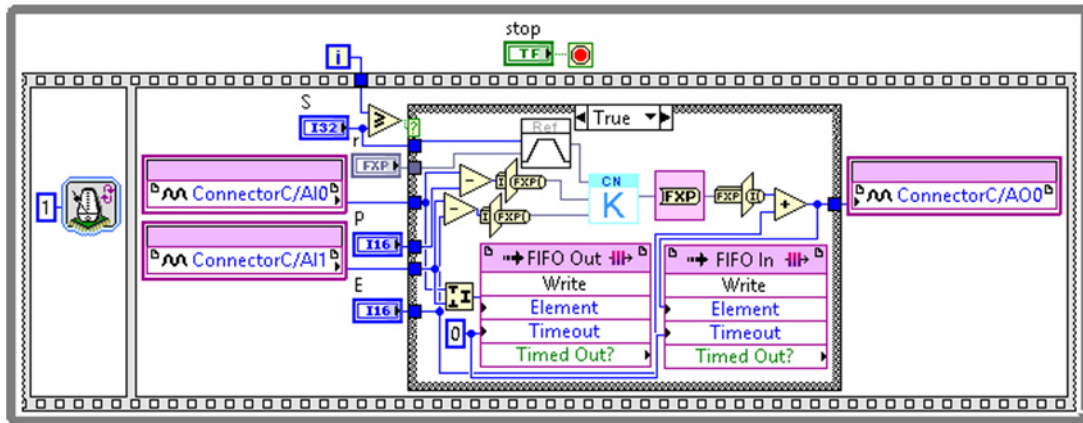 stop
TF
i
S
I32
True
r
Ref
FXP
1
ConnectorC/AI0
I
FXP(
CN
K
FXP
FXP
I(
ConnectorC/AO0
I
FXP(
P
I16
ConnectorC/AI1
FIFO Out
FIFO In
Write
Write
E
Element
Element
I16
0
Timeout
Timeout
Timed Out?
Timed Out?